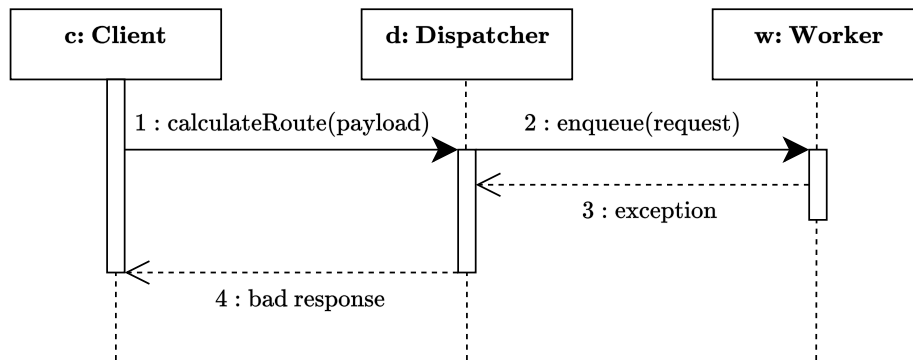 c: Client
d: Dispatcher
w: Worker
1 : calculateRoute(payload)
2 : enqueue(request)
3 : exception
4 : bad response